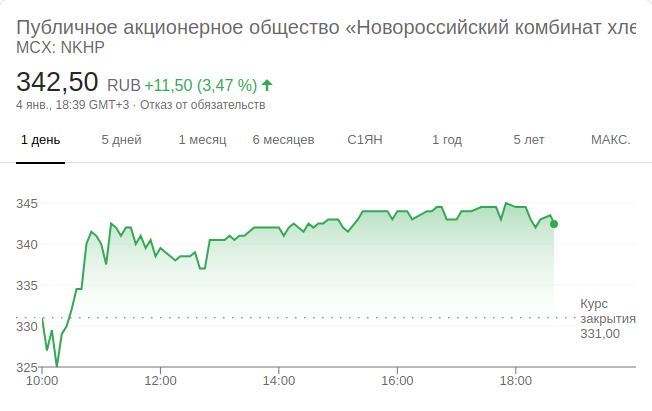 Публичное акционерное общество «Новороссийский комбинат хле
MCX: NKHP
342,50 RUB +11,50 (3,47 %)
4 янв., 18:39 GMT+3 · Отказ от обязательств
1 день 5 дней 1 месяц 6 месяцев С1ЯН 1 год 5 лет МАКС.
345
340
335
330
325
Курс
закрытия
331,00
10:00 12:00 14:00 16:00 18:00